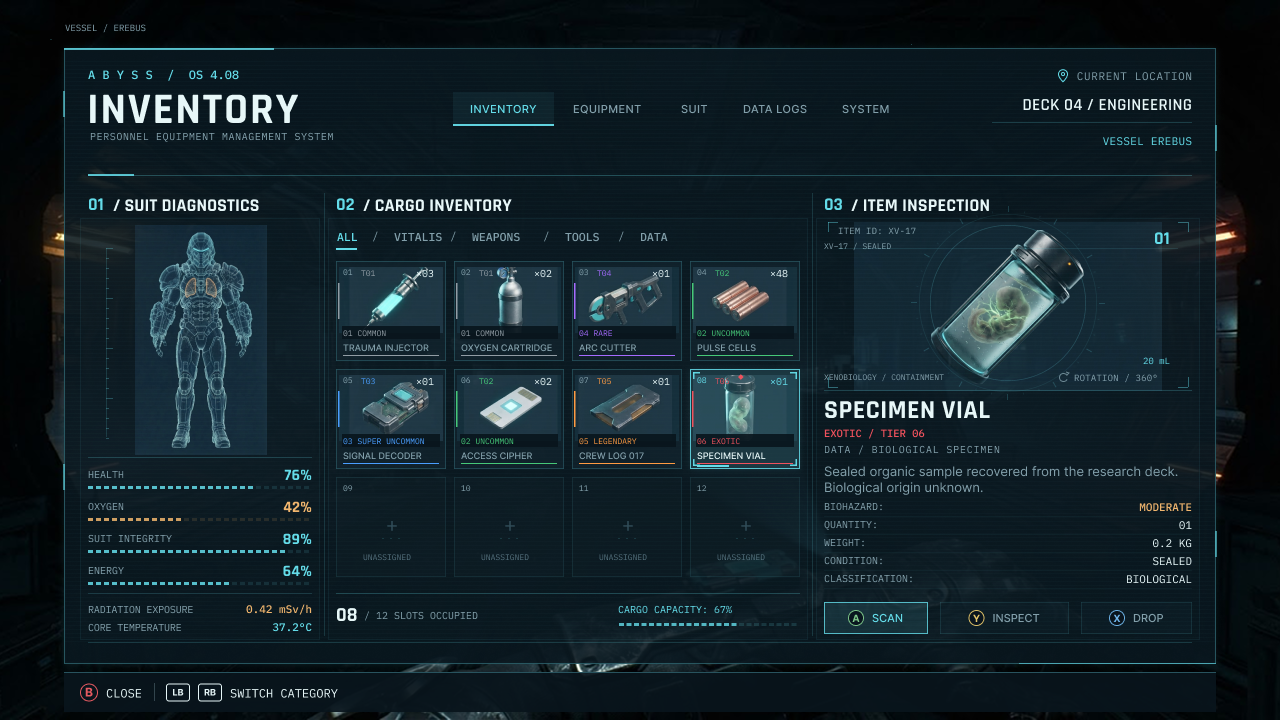 VESSEL / EREBUS
ABYSS / OS 4.08
INVENTORY
PERSONNEL EQUIPMENT MANAGEMENT SYSTEM
INVENTORY EQUIPMENT SUIT DATA LOGS SYSTEM
CURRENT LOCATION
DECK 04 / ENGINEERING
VESSEL EREBUS
01 / SUIT DIAGNOSTICS
HEALTH 76%
OXYGEN 42%
SUIT INTEGRITY 89%
ENERGY 64%
RADIATION EXPOSURE 0.42 mSv/h
CORE TEMPERATURE 37.2°C
02 / CARGO INVENTORY
ALL / VITALIS / WEAPONS / TOOLS / DATA
01 T01 ×03
01 COMMON
TRAUMA INJECTOR
02 T01 ×02
01 COMMON
OXYGEN CARTRIDGE
03 T04 ×01
04 RARE
ARC CUTTER
04 T02 ×48
02 UNCOMMON
PULSE CELLS
05 T03 ×01
03 SUPER UNCOMMON
SIGNAL DECODER
06 T02 ×02
02 UNCOMMON
ACCESS CIPHER
07 T05 ×01
05 LEGENDARY
CREW LOG 017
08 ×01
06 EXOTIC
SPECIMEN VIAL
09
+
UNASSIGNED
10
+
UNASSIGNED
11
+
UNASSIGNED
12
+
UNASSIGNED
08 / 12 SLOTS OCCUPIED
CARGO CAPACITY: 67%
03 / ITEM INSPECTION
ITEM ID: XV-17
01
XV-17 / SEALED
20 mL
XENOBIOLOGY / CONTAINMENT
ROTATION / 360°
SPECIMEN VIAL
EXOTIC / TIER 06
DATA / BIOLOGICAL SPECIMEN
Sealed organic sample recovered from the research deck.
Biological origin unknown.
BIOHAZARD: MODERATE
QUANTITY: 01
WEIGHT: 0.2 KG
CONDITION: SEALED
CLASSIFICATION: BIOLOGICAL
A SCAN Y INSPECT X DROP
B CLOSE LB RB SWITCH CATEGORY